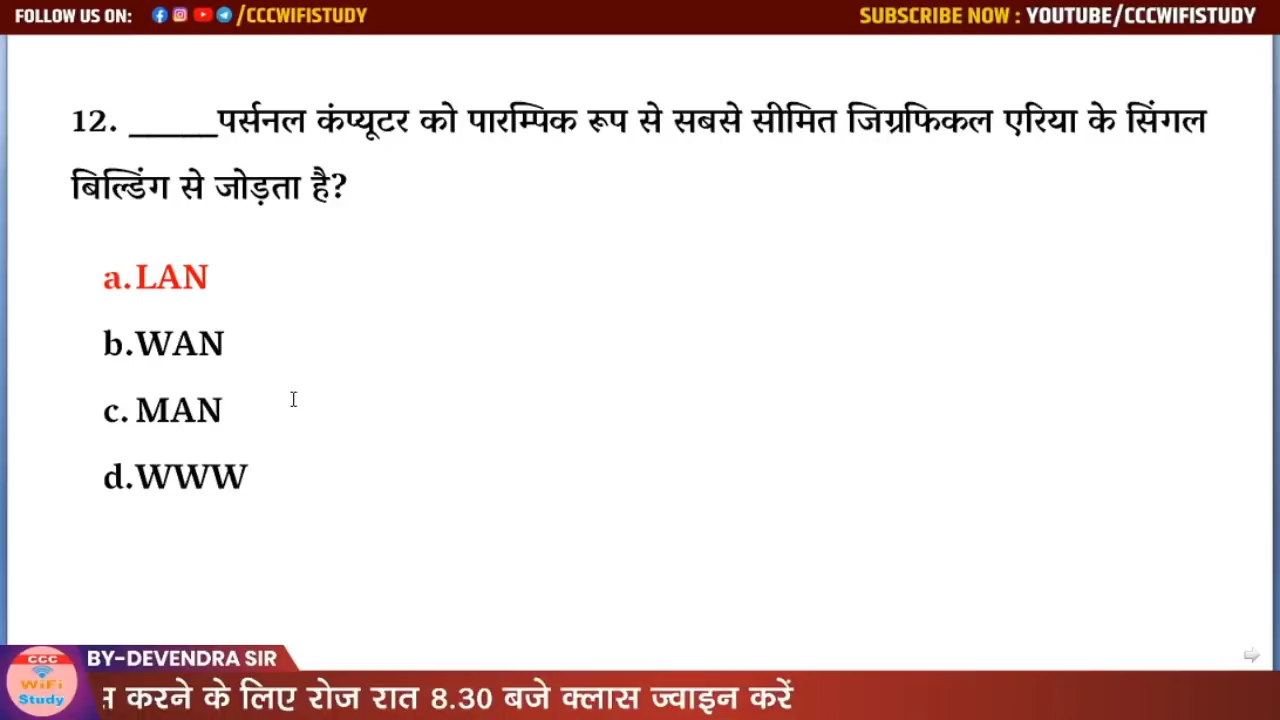 FOLLOW US ON: /CCCWIFISTUDY
SUBSCRIBE NOW : YOUTUBE/CCCWIFISTUDY
12. _____पर्सनल कंप्यूटर को पारम्पिक रूप से सबसे सीमित जिग्रफिकल एरिया के सिंगल
बिल्डिंग से जोड़ता है?
a. LAN
b. WAN
c. MAN
d. WWW
CCC
WiFi
Study
BY-DEVENDRA SIR
करने के लिए रोज रात 8.30 बजे क्लास ज्वाइन करें